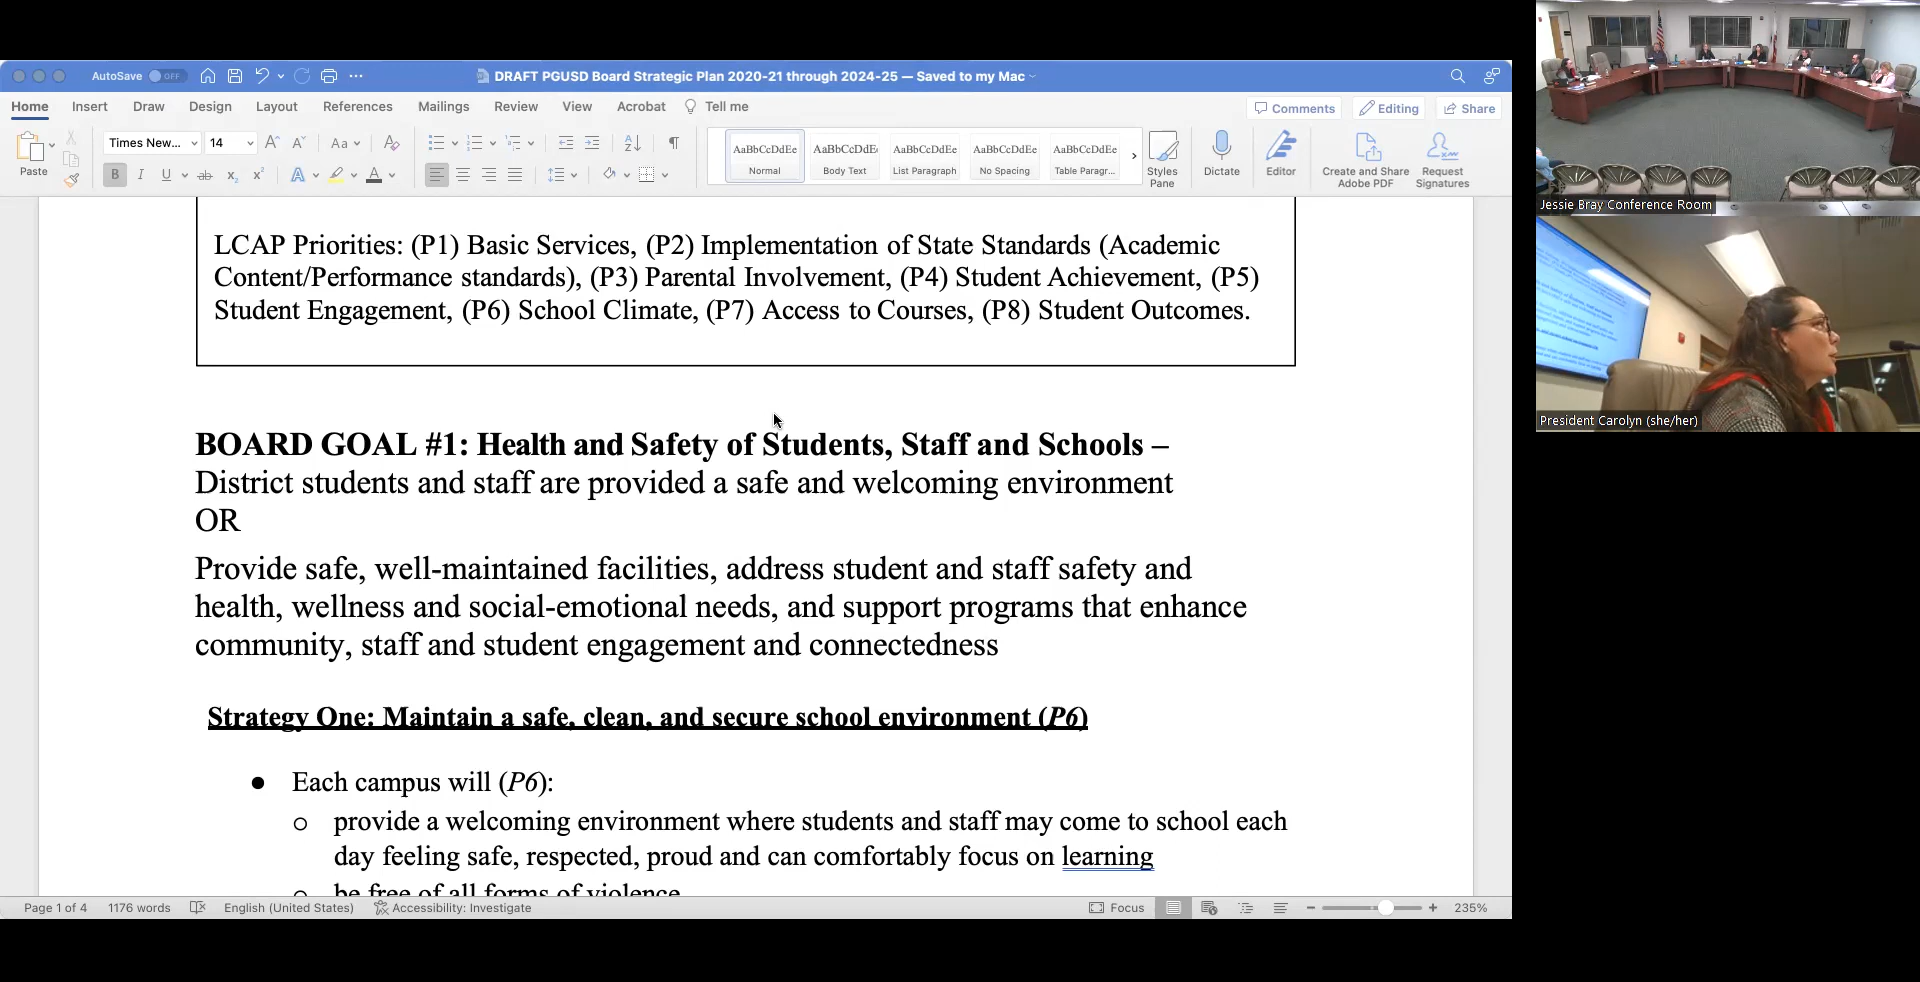 AutoSave OFF
DRAFT PGUSD Board Strategic Plan 2020-21 through 2024-25 — Saved to my Mac
Home Insert Draw Design Layout References Mailings Review View Acrobat Tell me
Comments Editing Share
Paste
Times New... 14
AaBbCcDdEe AaBbCcDdE AaBbCcDdEe AaBbCcDdEe AaBbCcDdEe
Normal Body Text List Paragraph No Spacing Table Paragr...
Styles Pane
Dictate
Editor
Create and Share Adobe PDF
Request Signatures
LCAP Priorities: (P1) Basic Services, (P2) Implementation of State Standards (Academic
Content/Performance standards), (P3) Parental Involvement, (P4) Student Achievement, (P5)
Student Engagement, (P6) School Climate, (P7) Access to Courses, (P8) Student Outcomes.
BOARD GOAL #1: Health and Safety of Students, Staff and Schools –
District students and staff are provided a safe and welcoming environment
OR
Provide safe, well-maintained facilities, address student and staff safety and
health, wellness and social-emotional needs, and support programs that enhance
community, staff and student engagement and connectedness
Strategy One: Maintain a safe, clean, and secure school environment (P6)
● Each campus will (P6):
o provide a welcoming environment where students and staff may come to school each
day feeling safe, respected, proud and can comfortably focus on learning
o be free of all forms of violence
Page 1 of 4 1176 words English (United States) Accessibility: Investigate
Focus 235%
Jessie Bray Conference Room
President Carolyn (she/her)